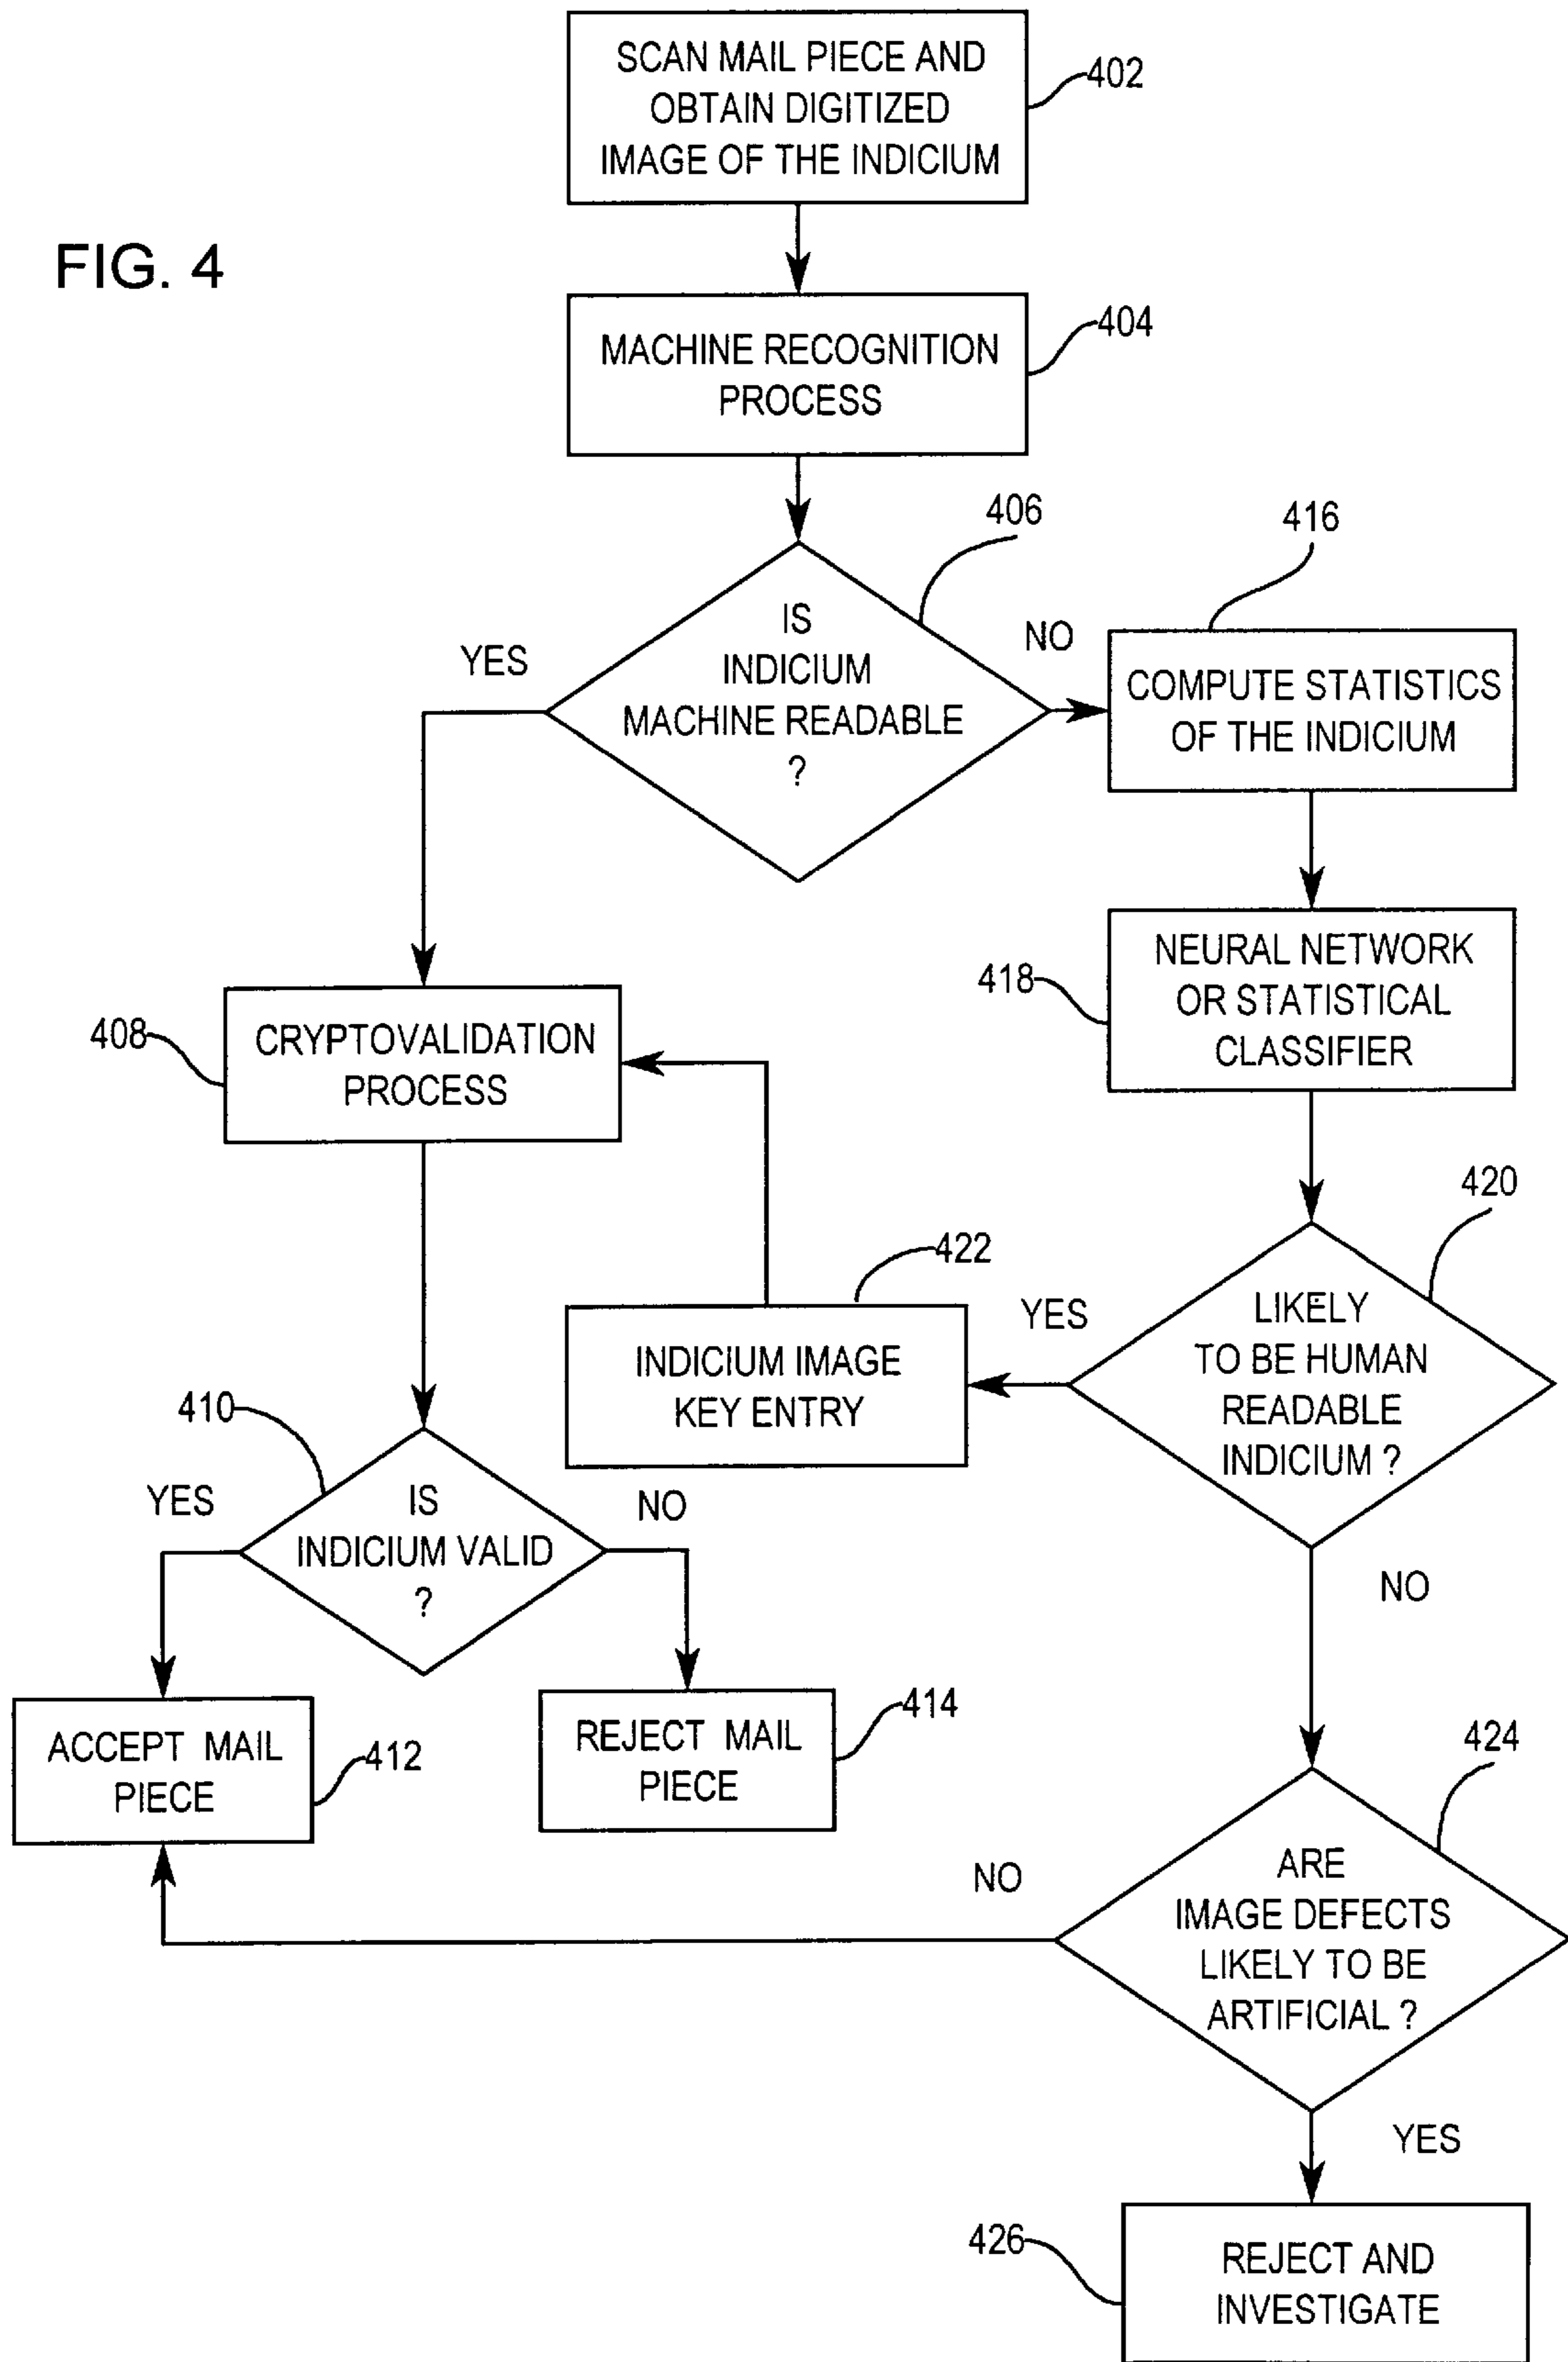 FIG. 4
SCAN MAIL PIECE AND
OBTAIN DIGITIZED
IMAGE OF THE INDICIUM
402
MACHINE RECOGNITION
PROCESS
404
IS
INDICIUM
MACHINE READABLE
?
406
YES
NO
416
COMPUTE STATISTICS
OF THE INDICIUM
418
NEURAL NETWORK
OR STATISTICAL
CLASSIFIER
408
CRYPTOVALIDATION
PROCESS
420
LIKELY
TO BE HUMAN
READABLE
INDICIUM ?
YES
NO
422
INDICIUM IMAGE
KEY ENTRY
410
IS
INDICIUM VALID
?
YES
NO
ACCEPT MAIL
PIECE
412
REJECT MAIL
PIECE
414
424
ARE
IMAGE DEFECTS
LIKELY TO BE
ARTIFICIAL ?
NO
YES
426
REJECT AND
INVESTIGATE